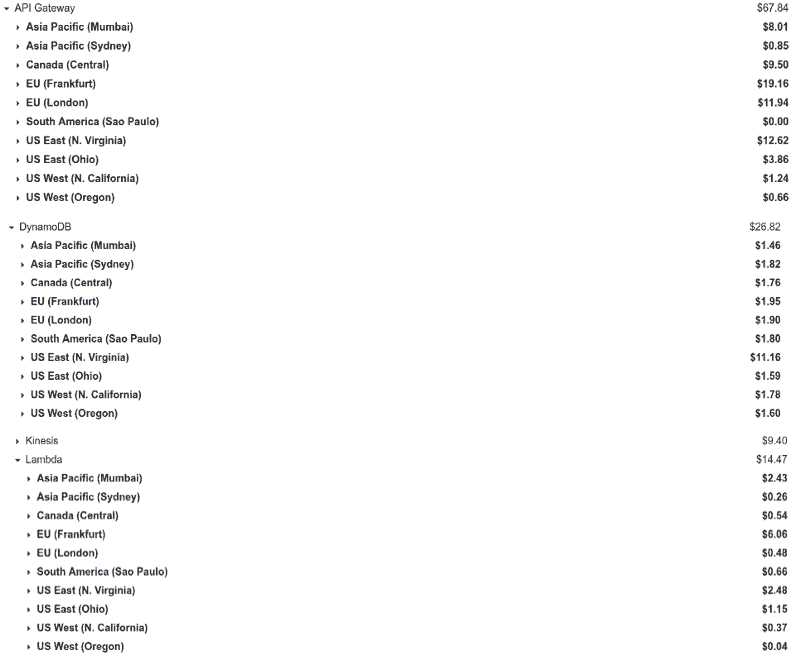 API Gateway $67.84
Asia Pacific (Mumbai) $8.01
Asia Pacific (Sydney) $0.85
Canada (Central) $9.50
EU (Frankfurt) $19.16
EU (London) $11.94
South America (Sao Paulo) $0.00
US East (N. Virginia) $12.62
US East (Ohio) $3.86
US West (N. California) $1.24
US West (Oregon) $0.66
DynamoDB $26.82
Asia Pacific (Mumbai) $1.46
Asia Pacific (Sydney) $1.82
Canada (Central) $1.76
EU (Frankfurt) $1.95
EU (London) $1.90
South America (Sao Paulo) $1.80
US East (N. Virginia) $11.16
US East (Ohio) $1.59
US West (N. California) $1.78
US West (Oregon) $1.60
Kinesis $9.40
Lambda $14.47
Asia Pacific (Mumbai) $2.43
Asia Pacific (Sydney) $0.26
Canada (Central) $0.54
EU (Frankfurt) $6.06
EU (London) $0.48
South America (Sao Paulo) $0.66
US East (N. Virginia) $2.48
US East (Ohio) $1.15
US West (N. California) $0.37
US West (Oregon) $0.04